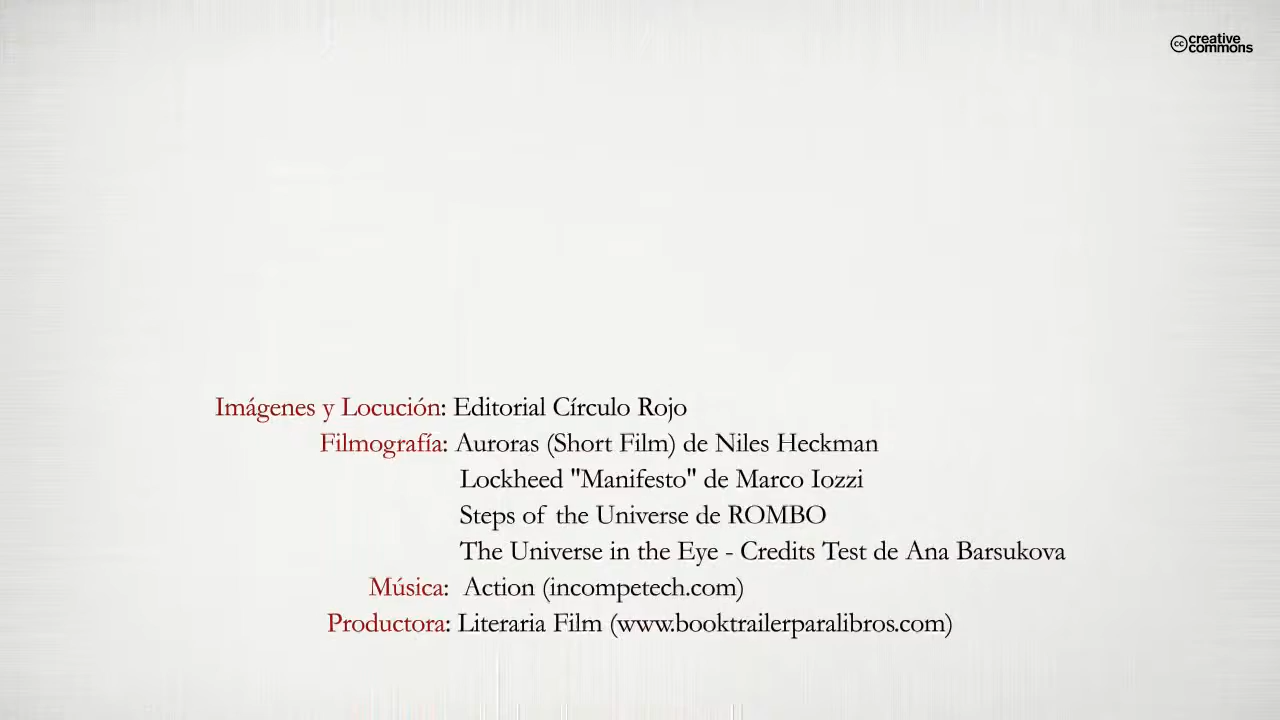 cc creative
commons
Imágenes y Locución: Editorial Círculo Rojo
Filmografía: Auroras (Short Film) de Niles Heckman
Lockheed "Manifesto" de Marco Iozzi
Steps of the Universe de ROMBO
The Universe in the Eye - Credits Test de Ana Barsukova
Música: Action (incompetech.com)
Productora: Literaria Film (www.booktrailerparalibros.com)